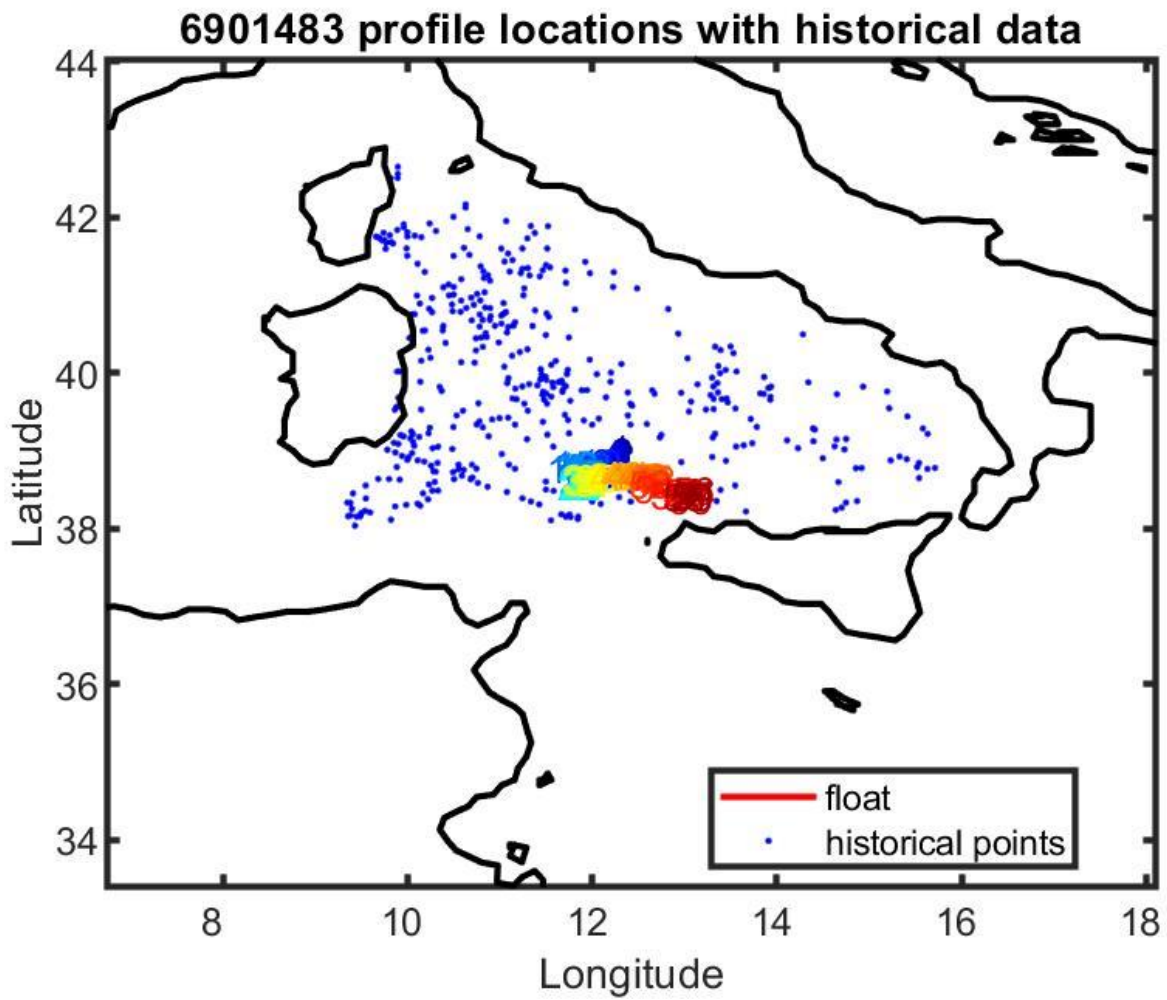 6901483 profile locations with historical data
44
42
40
38
36
34
Latitude
8 10 12 14 16 18
Longitude
float
historical points